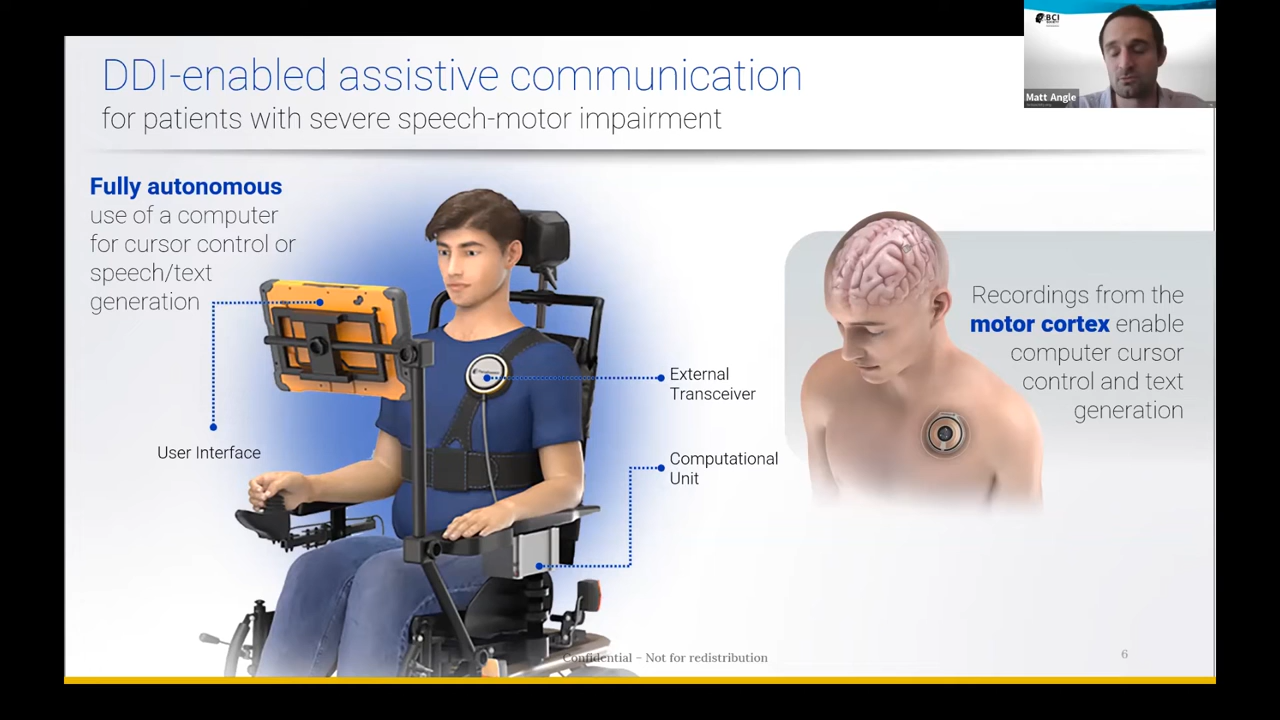 BCI
SOCIETY
Matt Angle
DDI-enabled assistive communication
for patients with severe speech-motor impairment
Fully autonomous
use of a computer
for cursor control or
speech/text
generation
User Interface
External
Transceiver
Computational
Unit
Recordings from the
motor cortex enable
computer cursor
control and text
generation
Confidential – Not for redistribution
6